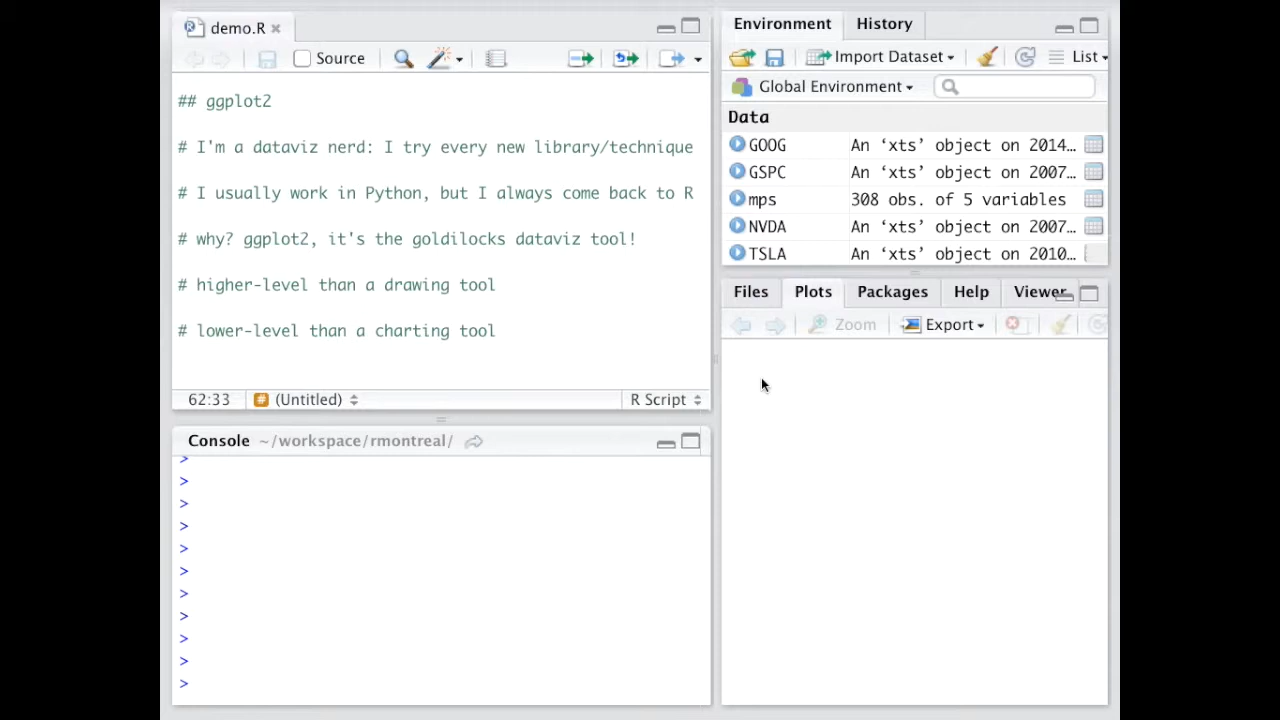 demo.R
Source
## ggplot2
# I'm a dataviz nerd: I try every new library/technique
# I usually work in Python, but I always come back to R
# why? ggplot2, it's the goldilocks dataviz tool!
# higher-level than a drawing tool
# lower-level than a charting tool
62:33 # (Untitled) R Script
Console ~/workspace/rmontreal/
>
>
>
>
>
>
>
>
>
>
>
Environment History
Import Dataset List
Global Environment
Data
GOOG An ‘xts’ object on 2014…
GSPC An ‘xts’ object on 2007…
mps 308 obs. of 5 variables
NVDA An ‘xts’ object on 2007…
TSLA An ‘xts’ object on 2010…
Files Plots Packages Help Viewer
Zoom Export